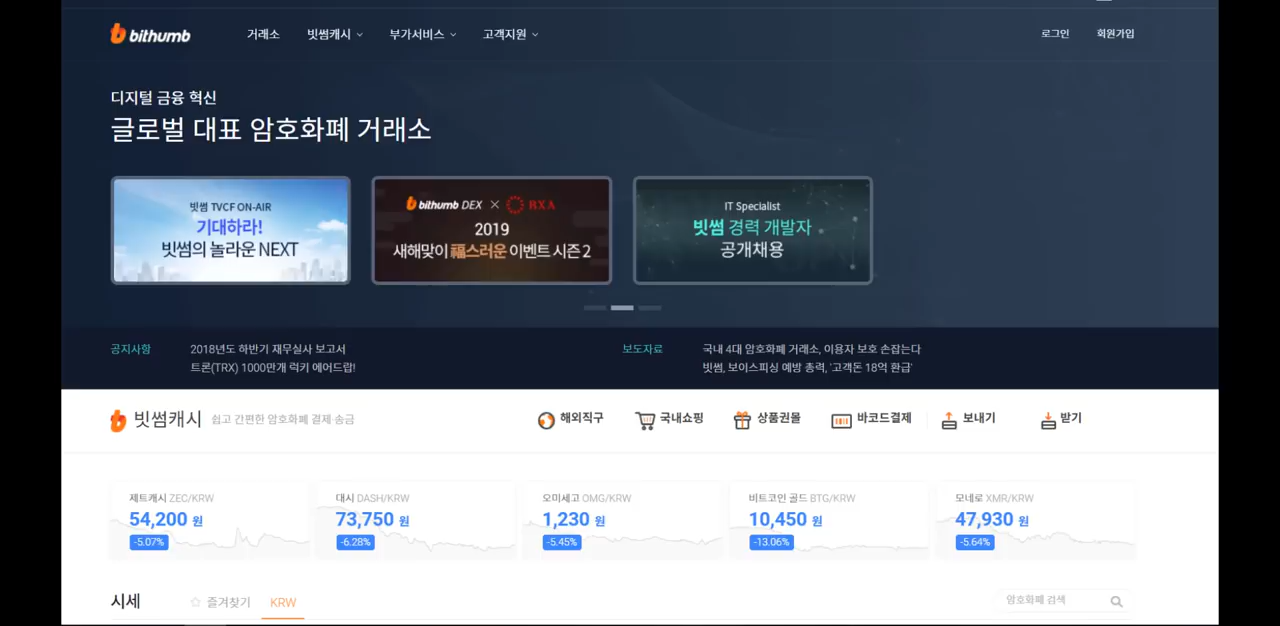 bithumb 거래소 빗썸캐시 부가서비스 고객지원 로그인 회원가입
디지털 금융 혁신
글로벌 대표 암호화폐 거래소
빗썸 TVCF ON-AIR
기대하라!
빗썸의 놀라운 NEXT
bithumb DEX × RXA
2019
새해맞이 福스러운 이벤트 시즌 2
IT Specialist
빗썸 경력 개발자
공개채용
공지사항 2018년도 하반기 재무실사 보고서
트론(TRX) 1000만개 럭키 에어드랍!
보도자료 국내 4대 암호화폐 거래소, 이용자 보호 손잡는다
빗썸, 보이스피싱 예방 총력, '고객돈 18억 환급'
빗썸캐시 쉽고 간편한 암호화폐 결제·송금 해외직구 국내쇼핑 상품권몰 바코드결제 보내기 받기
제트캐시 ZEC/KRW
54,200 원
-5.07%
대시 DASH/KRW
73,750 원
-6.28%
오미세고 OMG/KRW
1,230 원
-5.45%
비트코인 골드 BTG/KRW
10,450 원
-13.06%
모네로 XMR/KRW
47,930 원
-5.64%
시세 즐겨찾기 KRW 암호화폐 검색